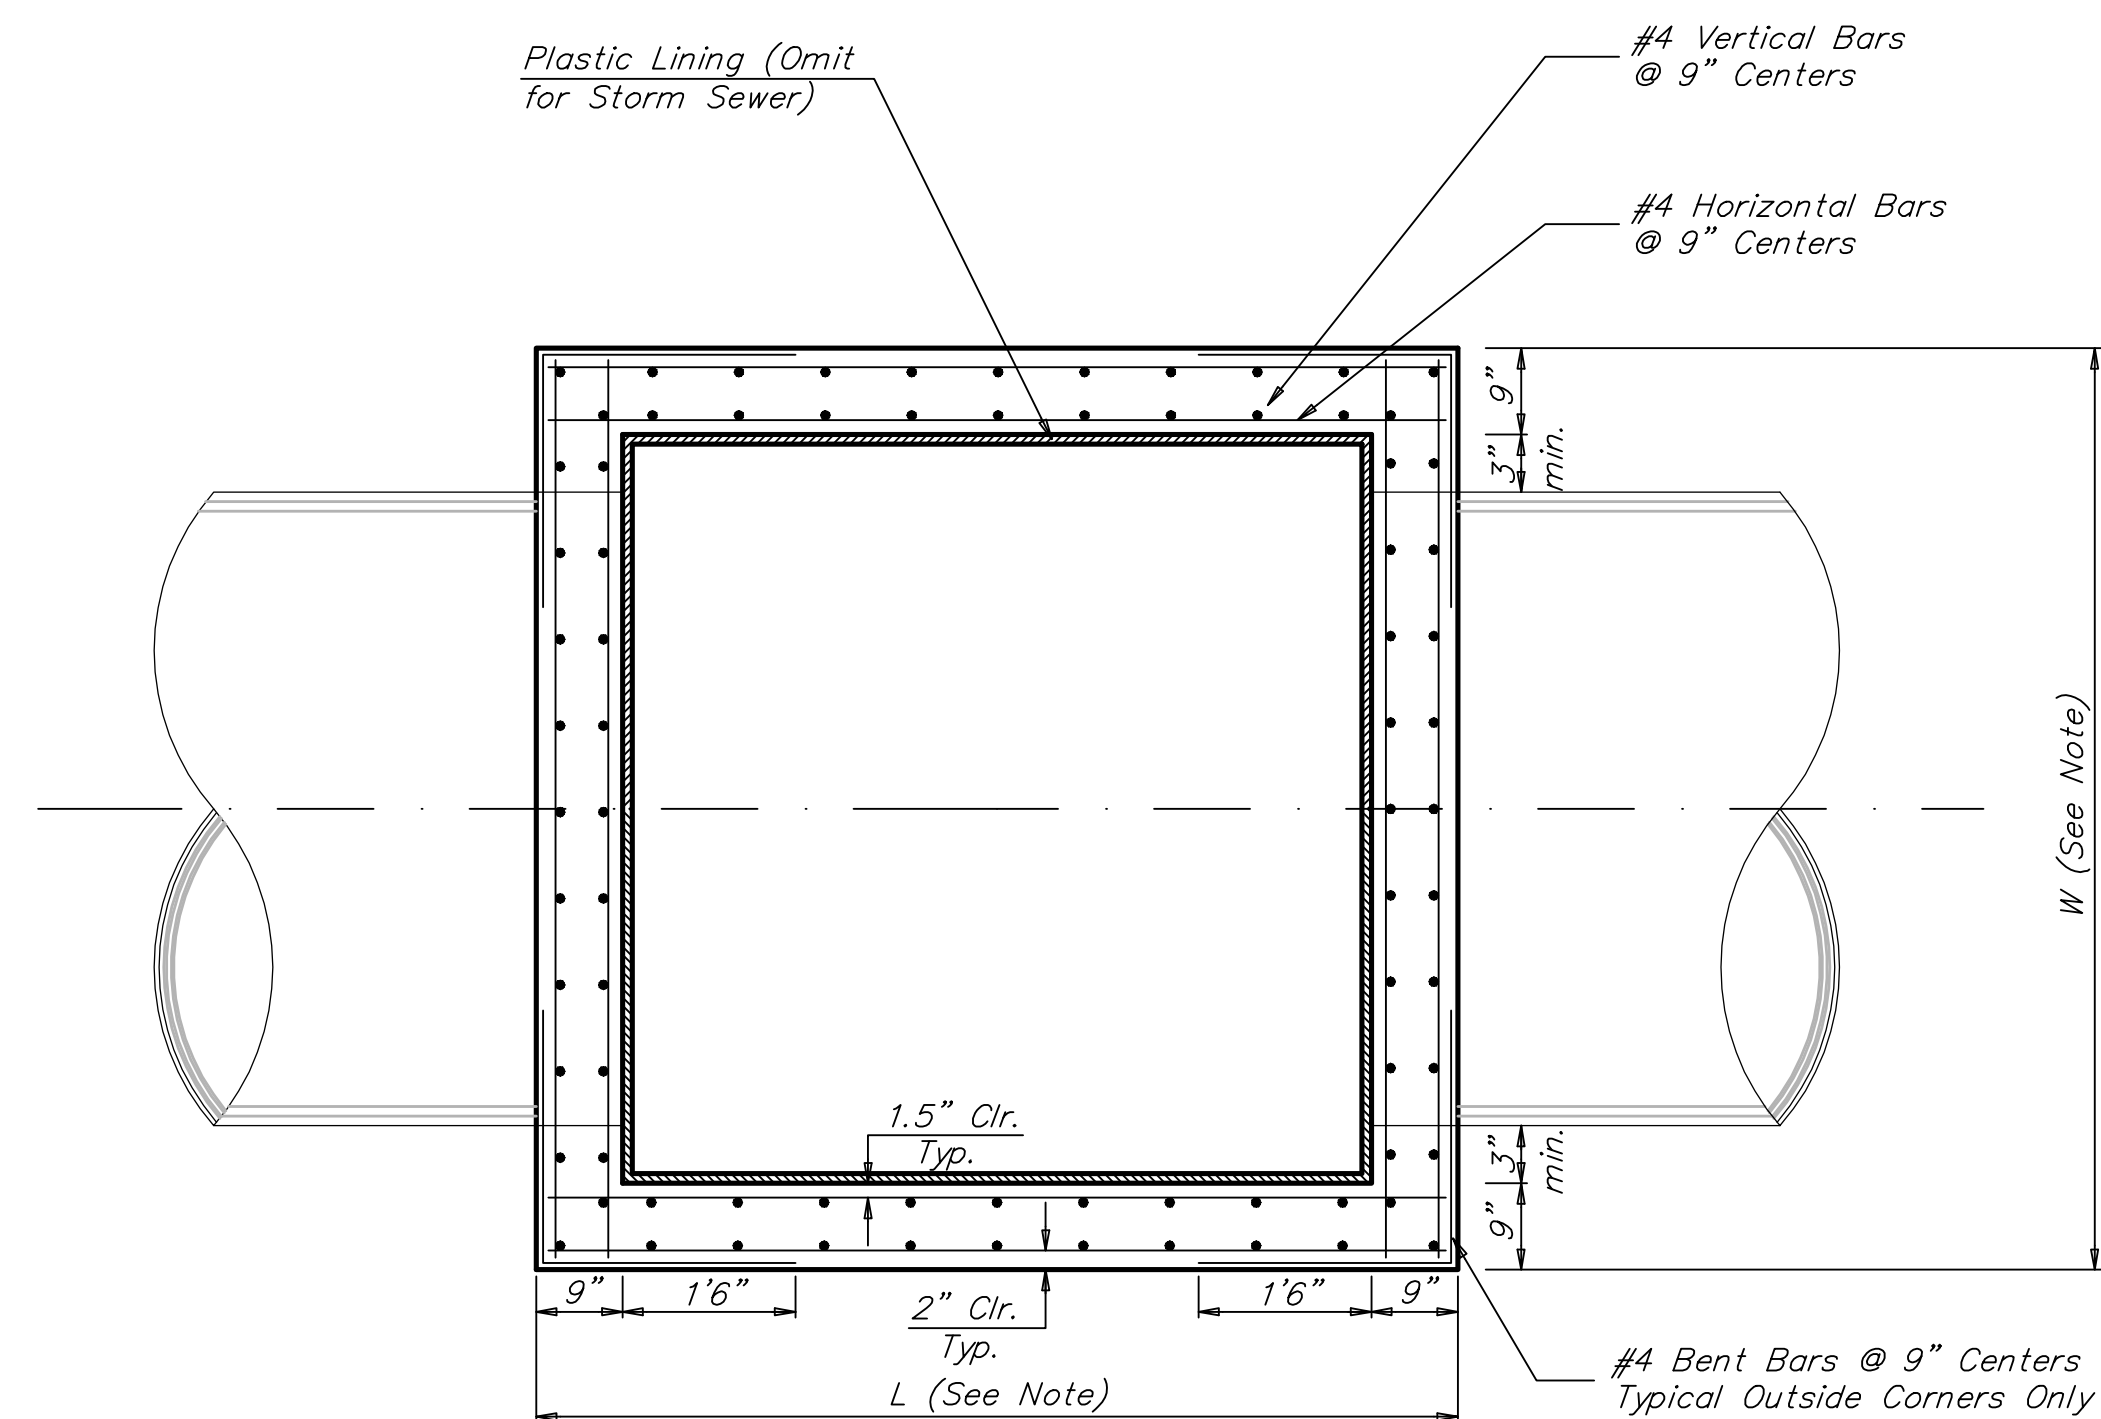 Plastic Lining (Omit
for Storm Sewer)
#4 Vertical Bars
@ 9" Centers
#4 Horizontal Bars
@ 9" Centers
9"
3"
min.
W (See Note)
1.5" Clr.
Typ.
3"
min.
9"
9"
1'6"
2" Clr.
Typ.
1'6"
9"
L (See Note)
#4 Bent Bars @ 9" Centers
Typical Outside Corners Only